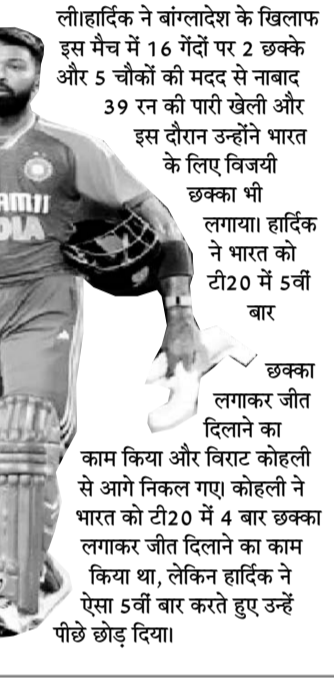 ली।हार्दिक ने बांग्लादेश के खिलाफ
इस मैच में 16 गेंदों पर 2 छक्के
और 5 चौकों की मदद से नाबाद
39 रन की पारी खेली और
इस दौरान उन्होंने भारत
के लिए विजयी
छक्का भी
लगाया। हार्दिक
ने भारत को
टी20 में 5वीं
बार
छक्का
लगाकर जीत
दिलाने का
काम किया और विराट कोहली
से आगे निकल गए। कोहली ने
भारत को टी20 में 4 बार छक्का
लगाकर जीत दिलाने का काम
किया था, लेकिन हार्दिक ने
ऐसा 5वीं बार करते हुए उन्हें
पीछे छोड़ दिया।